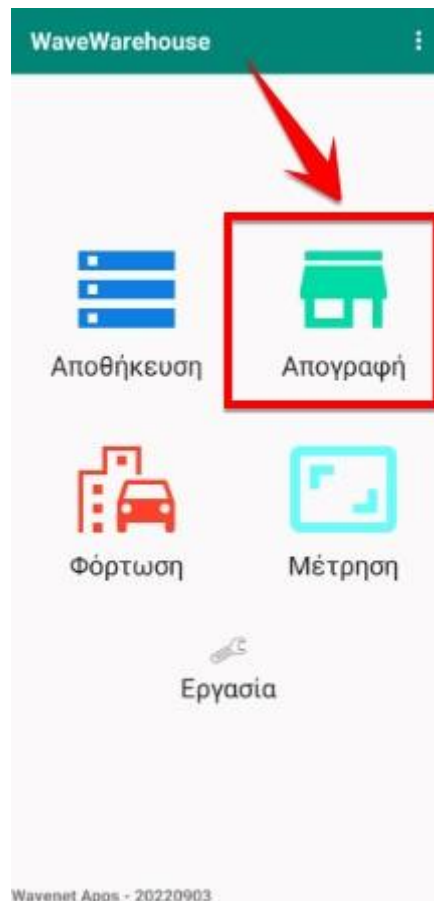 WaveWarehouse
Αποθήκευση
Απογραφή
Φόρτωση
Μέτρηση
Εργασία
Wavenet Apps - 20220903